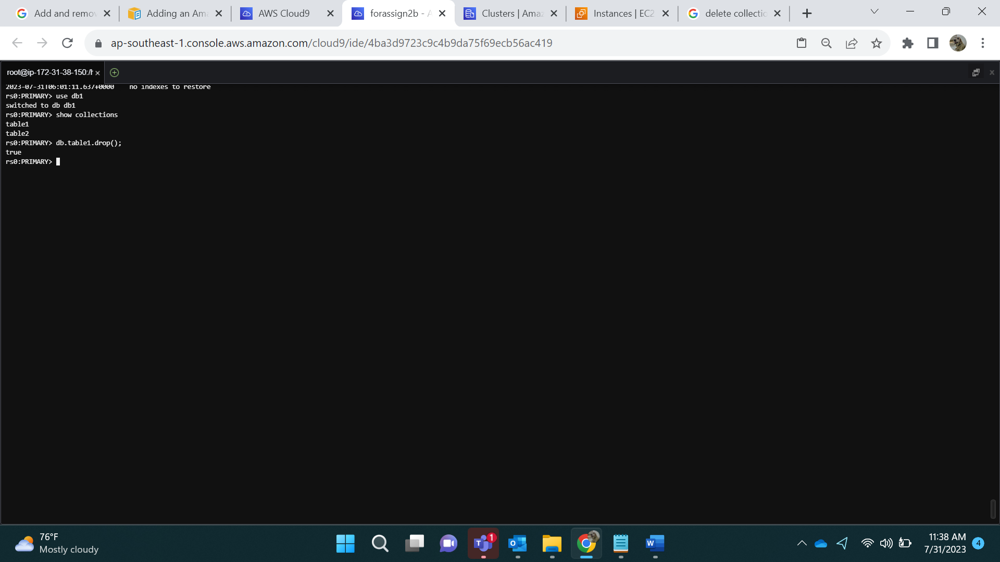 Add and remov
Adding an Ama
AWS Cloud9
forassign2b - A
Clusters | Amaz
Instances | EC2
delete collectio
ap-southeast-1.console.aws.amazon.com/cloud9/ide/4ba3d9723c9c4b9da75f69ecb56ac419
root@ip-172-31-38-150:/h
2023-07-31T06:01:11.637+0000 no indexes to restore
rs0:PRIMARY> use db1
switched to db db1
rs0:PRIMARY> show collections
table1
table2
rs0:PRIMARY> db.table1.drop();
true
rs0:PRIMARY>
76°F
Mostly cloudy
1
11:38 AM
7/31/2023
4